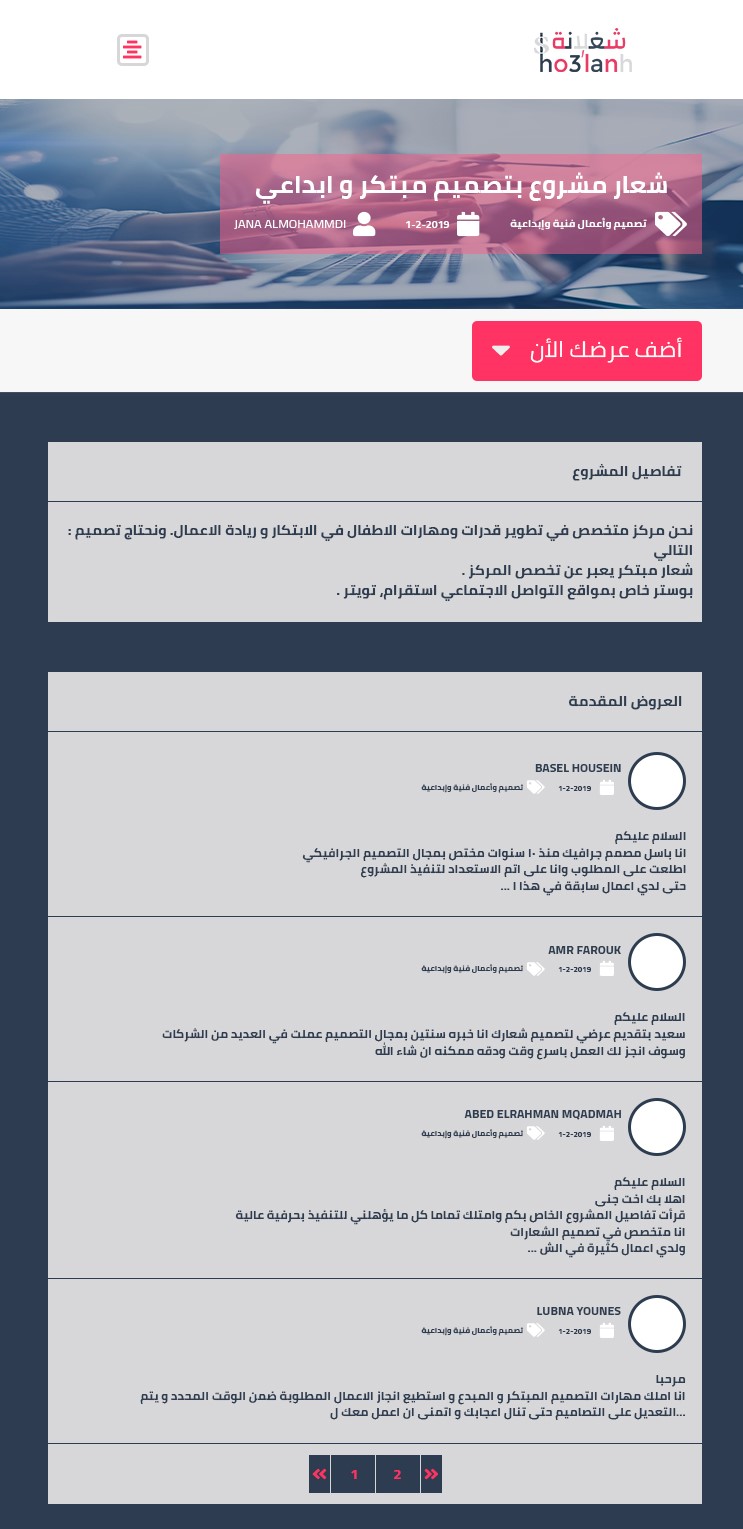 شغلانة
sho3lanh
شعار مشروع بتصميم مبتكر و ابداعي
تصميم وأعمال فنية وإبداعية
1-2-2019
JANA ALMOHAMMDI
أضف عرضك الأن
تفاصيل المشروع
نحن مركز متخصص في تطوير قدرات ومهارات الاطفال في الابتكار و ريادة الاعمال. ونحتاج تصميم :
التالي
شعار مبتكر يعبر عن تخصص المركز .
بوستر خاص بمواقع التواصل الاجتماعي استقرام, تويتر .
العروض المقدمة
BASEL HOUSEIN
1-2-2019 تصميم وأعمال فنية وإبداعية
السلام عليكم
انا باسل مصمم جرافيك منذ ١٠ سنوات مختص بمجال التصميم الجرافيكي
اطلعت على المطلوب وانا على اتم الاستعداد لتنفيذ المشروع
حتى لدي اعمال سابقة في هذا ا ...
AMR FAROUK
1-2-2019 تصميم وأعمال فنية وإبداعية
السلام عليكم
سعيد بتقديم عرضي لتصميم شعارك انا خبره سنتين بمجال التصميم عملت في العديد من الشركات
وسوف انجز لك العمل باسرع وقت ودقه ممكنه ان شاء الله
ABED ELRAHMAN MQADMAH
1-2-2019 تصميم وأعمال فنية وإبداعية
السلام عليكم
اهلا بك اخت جنى
قرأت تفاصيل المشروع الخاص بكم وامتلك تماما كل ما يؤهلني للتنفيذ بحرفية عالية
انا متخصص في تصميم الشعارات
ولدي اعمال كثيرة في الش ...
LUBNA YOUNES
1-2-2019 تصميم وأعمال فنية وإبداعية
مرحبا
انا املك مهارات التصميم المبتكر و المبدع و استطيع انجاز الاعمال المطلوبة ضمن الوقت المحدد و يتم
...التعديل على التصاميم حتى تنال اعجابك و اتمنى ان اعمل معك ل
« 1 2 »